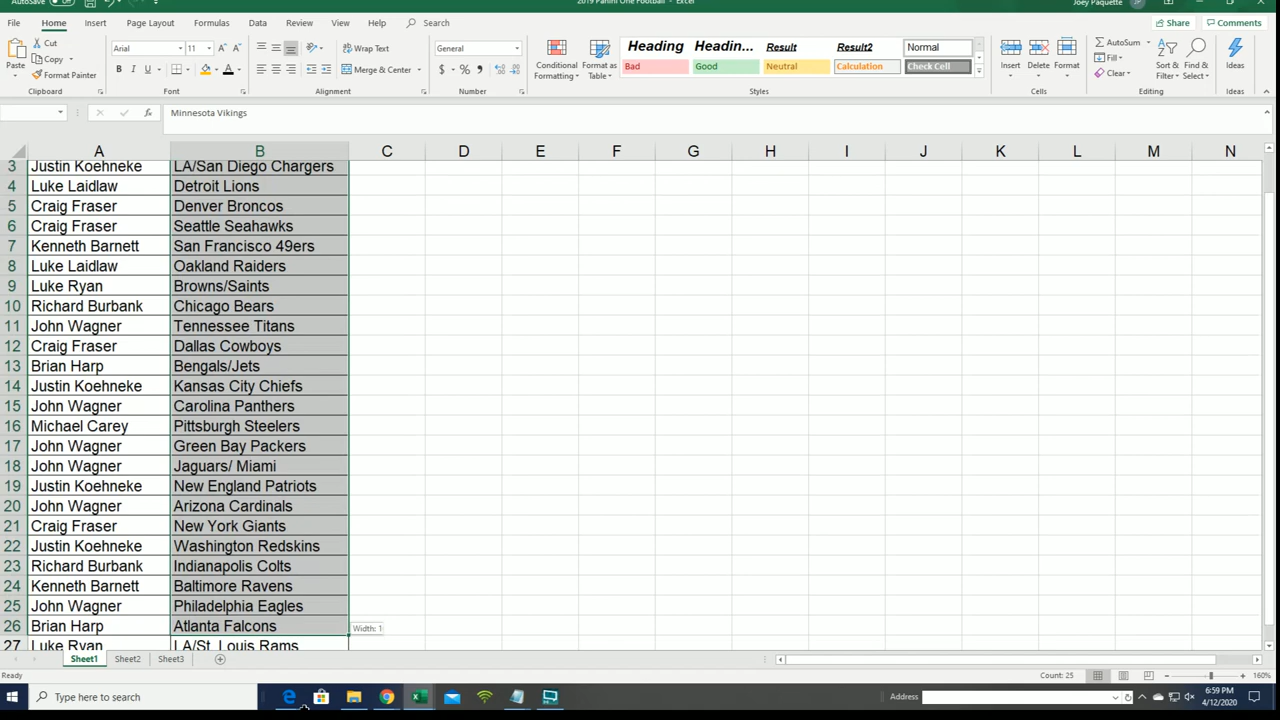 AutoSave Off
2019 Panini One Football - Excel
Joey Paquette JP
File Home Insert Page Layout Formulas Data Review View Help Search Share Comments
Paste Cut Copy Format Painter
Arial 11 A A
B I U A
Wrap Text
Merge & Center
General
$ % ,
Conditional Formatting Format as Table
Heading Headin... Result Result2 Normal
Bad Good Neutral Calculation Check Cell
Insert Delete Format
AutoSum Fill Clear
Sort & Filter Find & Select Ideas
Clipboard Font Alignment Number Styles Cells Editing Ideas
fx Minnesota Vikings
A B C D E F G H I J K L M N
3 Justin Koehneke LA/San Diego Chargers
4 Luke Laidlaw Detroit Lions
5 Craig Fraser Denver Broncos
6 Craig Fraser Seattle Seahawks
7 Kenneth Barnett San Francisco 49ers
8 Luke Laidlaw Oakland Raiders
9 Luke Ryan Browns/Saints
10 Richard Burbank Chicago Bears
11 John Wagner Tennessee Titans
12 Craig Fraser Dallas Cowboys
13 Brian Harp Bengals/Jets
14 Justin Koehneke Kansas City Chiefs
15 John Wagner Carolina Panthers
16 Michael Carey Pittsburgh Steelers
17 John Wagner Green Bay Packers
18 John Wagner Jaguars/ Miami
19 Justin Koehneke New England Patriots
20 John Wagner Arizona Cardinals
21 Craig Fraser New York Giants
22 Justin Koehneke Washington Redskins
23 Richard Burbank Indianapolis Colts
24 Kenneth Barnett Baltimore Ravens
25 John Wagner Philadelphia Eagles
26 Brian Harp Atlanta Falcons Width: 1
27 Luke Ryan LA/St. Louis Rams
Sheet1 Sheet2 Sheet3
Ready Count: 25 160%
Type here to search Address 6:59 PM
4/12/2020